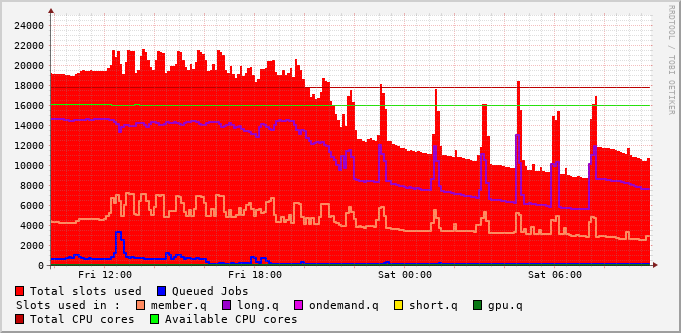 RRDTOOL / TOBI OETIKER
24000
22000
20000
18000
16000
14000
12000
10000
8000
6000
4000
2000
0
Fri 12:00 Fri 18:00 Sat 00:00 Sat 06:00
Total slots used Queued Jobs
Slots used in : member.q long.q ondemand.q short.q gpu.q
Total CPU cores Available CPU cores